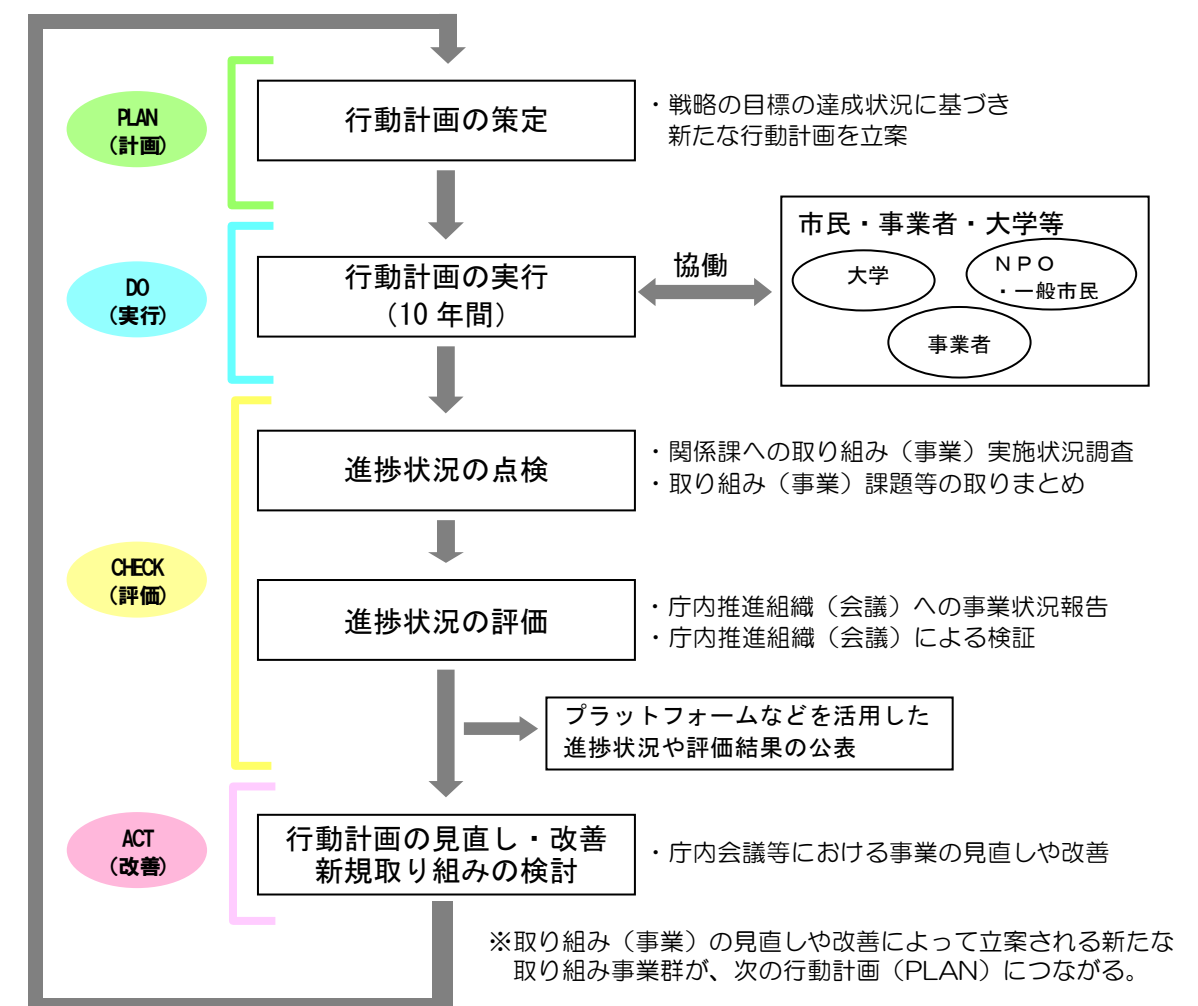 PLAN
(計画)
行動計画の策定
・戦略の目標の達成状況に基づき
新たな行動計画を立案
DO
(実行)
行動計画の実行
(10 年間)
協働
市民・事業者・大学等
大学
NPO
・一般市民
事業者
CHECK
(評価)
進捗状況の点検
・関係課への取り組み(事業)実施状況調査
・取り組み(事業)課題等の取りまとめ
進捗状況の評価
・庁内推進組織(会議)への事業状況報告
・庁内推進組織(会議)による検証
プラットフォームなどを活用した
進捗状況や評価結果の公表
ACT
(改善)
行動計画の見直し・改善
新規取り組みの検討
・庁内会議等における事業の見直しや改善
※取り組み(事業)の見直しや改善によって立案される新たな
取り組み事業群が、次の行動計画(PLAN)につながる。